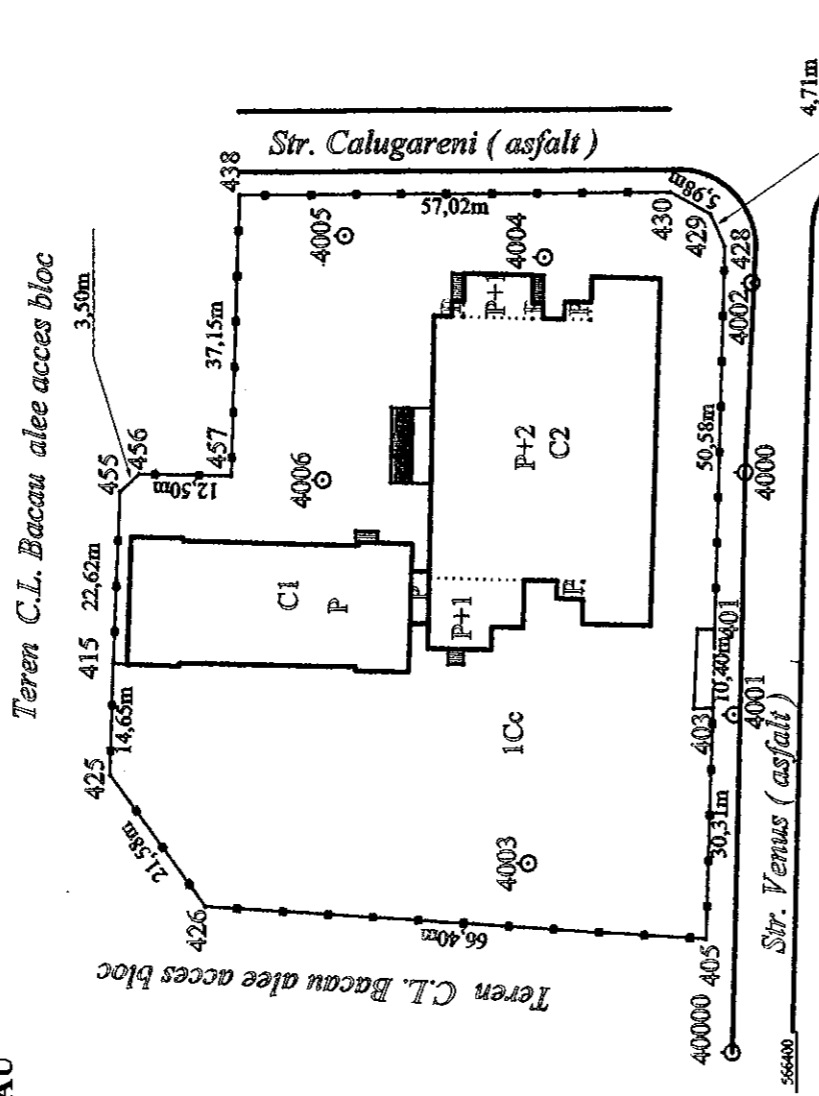 AU
Teren C.L. Bacau alee acces bloc
3,50m
Str. Calugareni ( asfalt )
4,71m
438
455
456
457
12,50m
37,15m
22,62m
415
14,65m
425
21,58m
426
66,40m
Teren C.L. Bacau alee acces bloc
4005
57,02m
4004
430
5,98m
429
428
4002
4006
C1
P
P
P+1
P
P+1
P
P
P
P+2
C2
P
50,58m
4000
1Cc
403
10,40m
401
4001
30,31m
4003
405
40000
Str. Venus ( asfalt )
566400